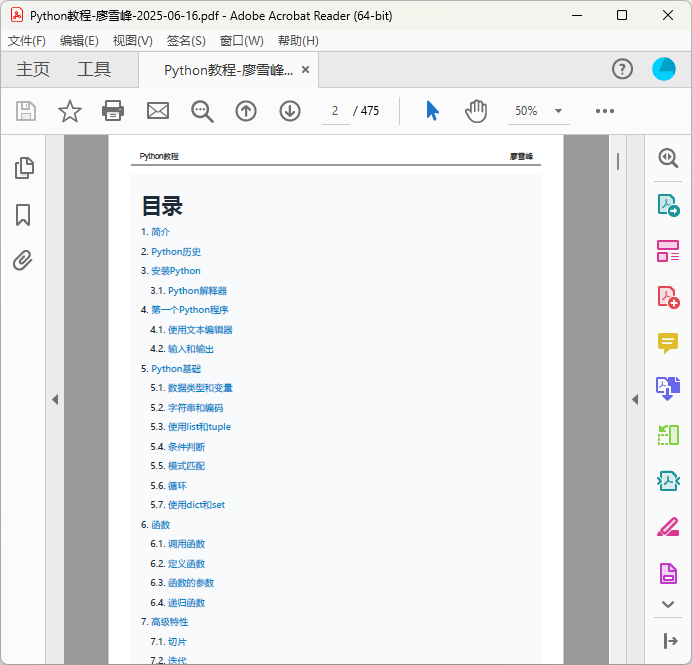 Python教程-廖雪峰-2025-06-16.pdf - Adobe Acrobat Reader (64-bit)
文件(F) 编辑(E) 视图(V) 签名(S) 窗口(W) 帮助(H)
主页 工具 Python教程-廖雪峰... ×
2 / 475 50%
Python教程 廖雪峰
目录
1. 简介
2. Python历史
3. 安装Python
3.1. Python解释器
4. 第一个Python程序
4.1. 使用文本编辑器
4.2. 输入和输出
5. Python基础
5.1. 数据类型和变量
5.2. 字符串和编码
5.3. 使用list和tuple
5.4. 条件判断
5.5. 模式匹配
5.6. 循环
5.7. 使用dict和set
6. 函数
6.1. 调用函数
6.2. 定义函数
6.3. 函数的参数
6.4. 递归函数
7. 高级特性
7.1. 切片
7.2. 迭代